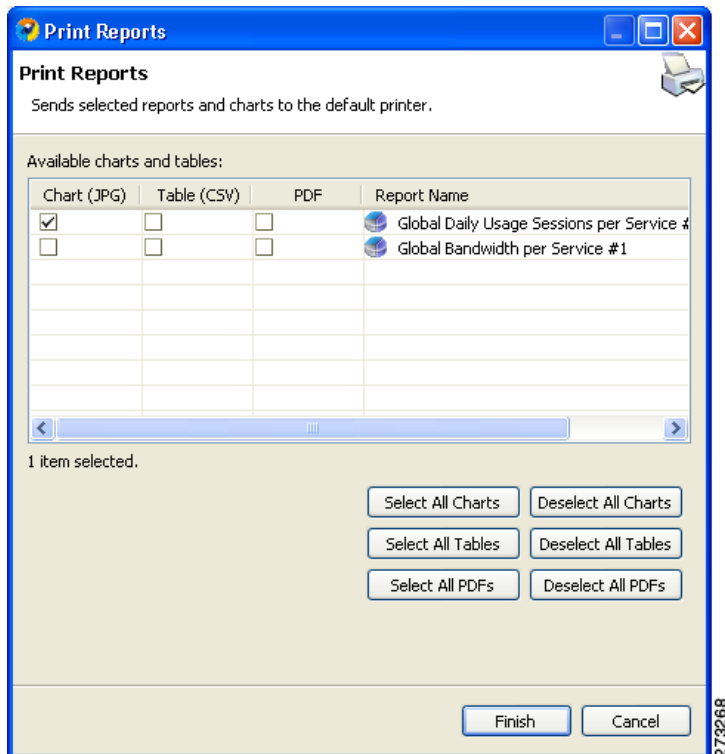 Print Reports
Print Reports
Sends selected reports and charts to the default printer.
Available charts and tables:
Chart (JPG) Table (CSV) PDF Report Name
Global Daily Usage Sessions per Service #
Global Bandwidth per Service #1
1 item selected.
Select All Charts Deselect All Charts
Select All Tables Deselect All Tables
Select All PDFs Deselect All PDFs
Finish Cancel
273268